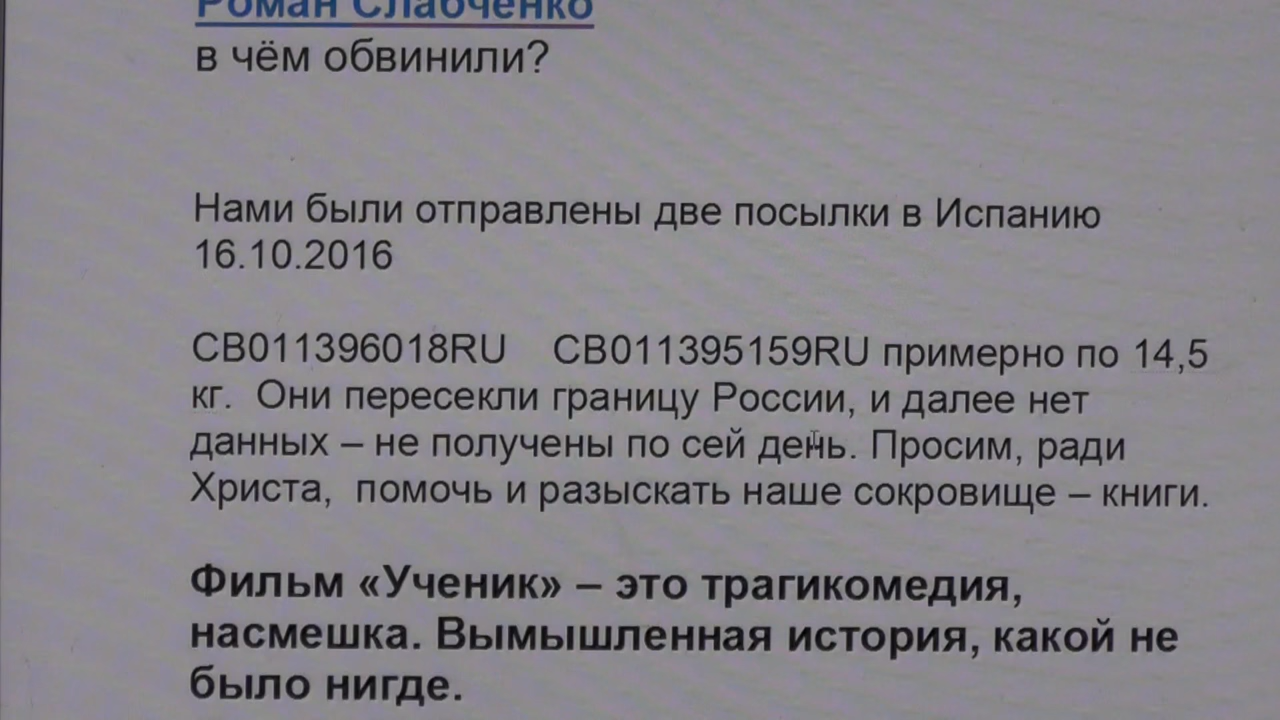 Роман Слабченко
в чём обвинили?
Нами были отправлены две посылки в Испанию
16.10.2016
CB011396018RU CB011395159RU примерно по 14,5
кг. Они пересекли границу России, и далее нет
данных – не получены по сей день. Просим, ради
Христа, помочь и разыскать наше сокровище – книги.
Фильм «Ученик» – это трагикомедия,
насмешка. Вымышленная история, какой не
было нигде.